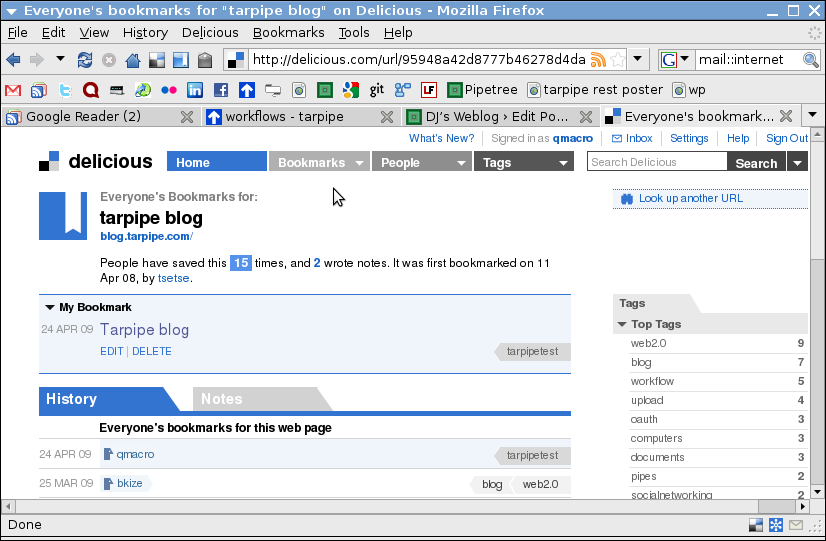 Everyone's bookmarks for "tarpipe blog" on Delicious - Mozilla Firefox
File Edit View History Delicious Bookmarks Tools Help
http://delicious.com/url/95948a42d8777b46278d4da
G mail::internet
git LF Pipetree tarpipe rest poster wp
Google Reader (2) workflows - tarpipe DJ's Weblog › Edit Po... Everyone's bookmark...
What's New? Signed in as qmacro Inbox Settings Help Sign Out
delicious Home Bookmarks People Tags Search Delicious Search
Everyone's Bookmarks for:
tarpipe blog
blog.tarpipe.com/
Look up another URL
People have saved this 15 times, and 2 wrote notes. It was first bookmarked on 11
Apr 08, by tsetse.
My Bookmark
24 APR 09 Tarpipe blog
EDIT | DELETE tarpipetest
History Notes
Everyone's bookmarks for this web page
24 APR 09 qmacro tarpipetest
25 MAR 09 bkize blog web2.0
Tags
Top Tags
web2.0 9
blog 7
workflow 5
upload 4
oauth 3
computers 3
documents 3
pipes 2
socialnetworking 2
Done